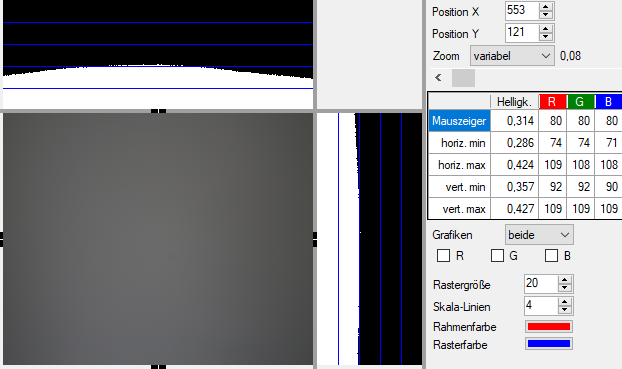 Position X 553
Position Y 121
Zoom variabel 0,08
<
Helligk. R G B
Mauszeiger 0,314 80 80 80
horiz. min 0,286 74 74 71
horiz. max 0,424 109 108 108
vert. min 0,357 92 92 90
vert. max 0,427 109 109 109
Grafiken beide
R G B
Rastergröße 20
Skala-Linien 4
Rahmenfarbe
Rasterfarbe